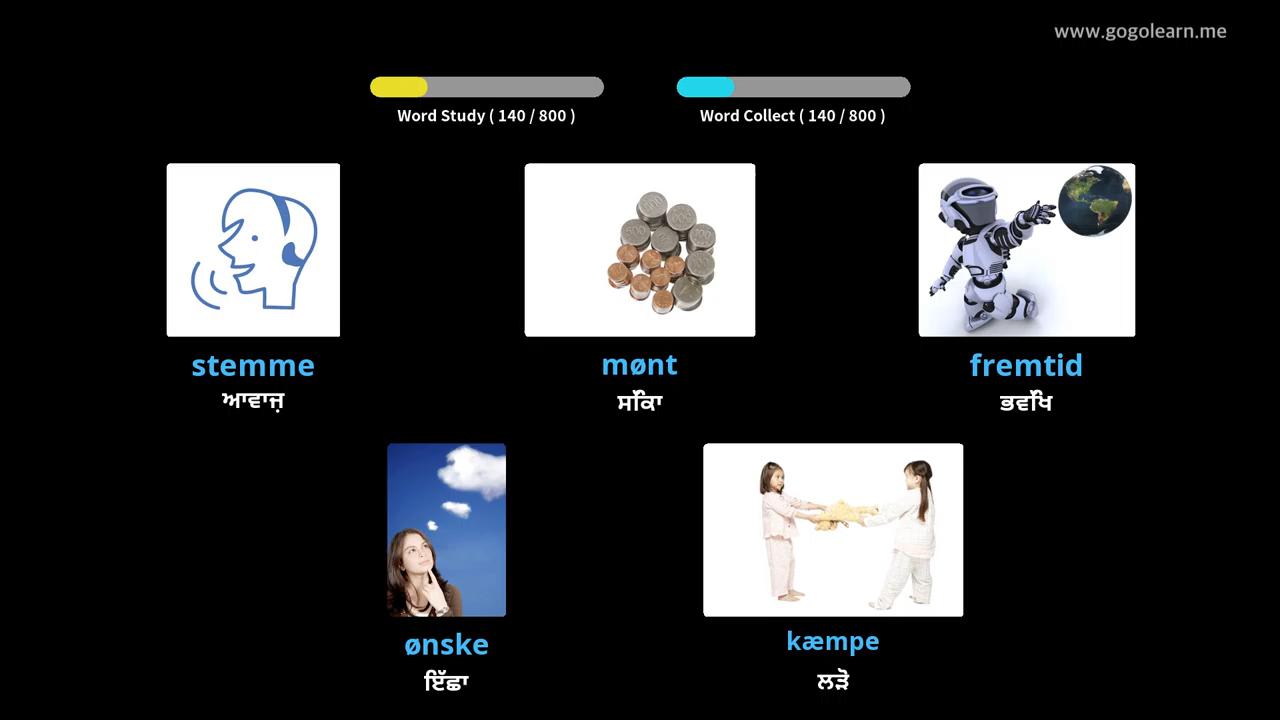 www.gogolearn.me
Word Study ( 140 / 800 )
Word Collect ( 140 / 800 )
stemme
mønt
fremtid
ਆਵਾਜ਼
ਸਿੱਕਾ
ਭਵਿੱਖ
ønske
kæmpe
ਇੱਛਾ
ਲੜੋ